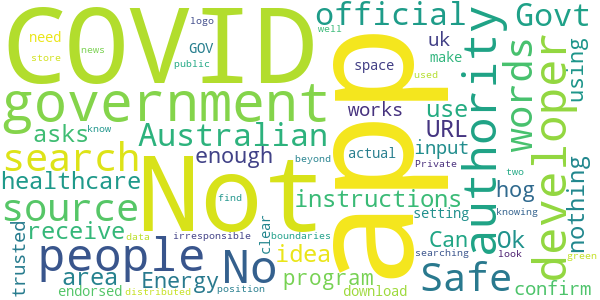 COVID
Not
app
government
people
No
search
source
Australian
authority
developer
official
Govt
Safe
words
URL
use
Ok
Can
uk
make
GOV
public
logo
need
news
store
well
used
space
works
using
asks
know
enough
beyond
actual
input
Private
healthcare
instructions
hog
nothing
two
knowing
setting
receive
find
idea
boundaries
searching
look
green
trusted
data
irresponsible
clear
area
Energy
position
program
confirm
endorsed
distributed
download